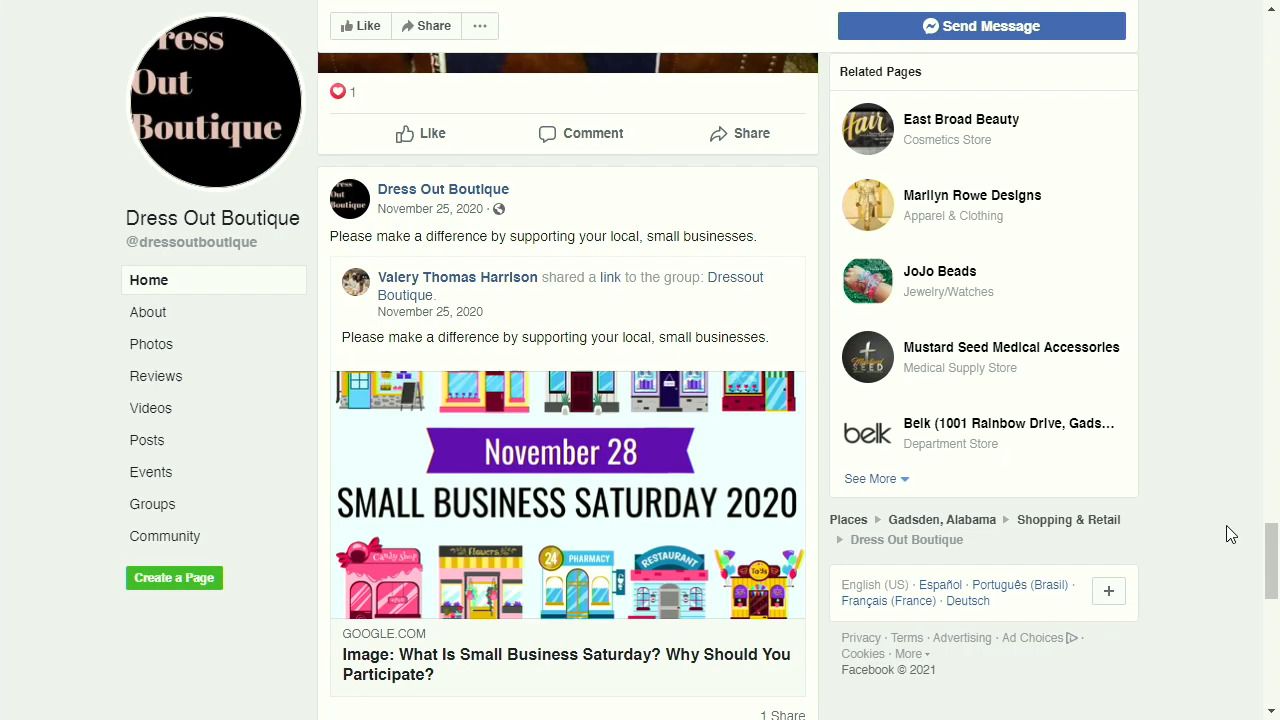 Dress
Out
Boutique
Dress Out Boutique
@dressoutboutique
Home
About
Photos
Reviews
Videos
Posts
Events
Groups
Community
Create a Page
Like Share ...
1
Like Comment Share
Dress
Out
Boutique
Dress Out Boutique
November 25, 2020 ·
Please make a difference by supporting your local, small businesses.
Valery Thomas Harrison shared a link to the group: Dressout
Boutique.
November 25, 2020
Please make a difference by supporting your local, small businesses.
November 28
SMALL BUSINESS SATURDAY 2020
Candy Shop
Flowers
24 PHARMACY
RESTAURANT
Toys
GOOGLE.COM
Image: What Is Small Business Saturday? Why Should You
Participate?
1 Share
Send Message
Related Pages
Hair
East Broad Beauty
Cosmetics Store
Marilyn Rowe Designs
Apparel & Clothing
JoJo Beads
Jewelry/Watches
Mustard
SEED
Mustard Seed Medical Accessories
Medical Supply Store
belk
Belk (1001 Rainbow Drive, Gads...
Department Store
See More
Places Gadsden, Alabama Shopping & Retail
Dress Out Boutique
English (US) · Español · Português (Brasil) ·
Français (France) · Deutsch
+
Privacy · Terms · Advertising · Ad Choices ·
Cookies · More
Facebook © 2021